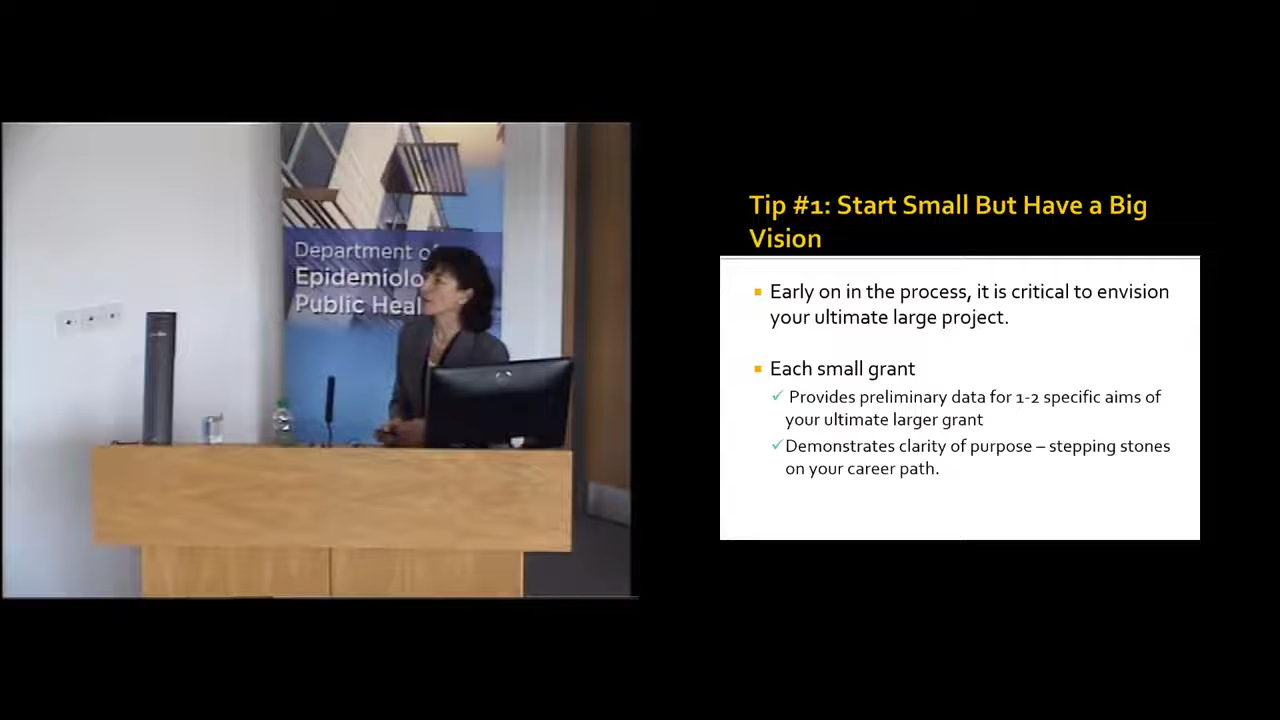 Department of
Epidemiolo
Public Heal
Tip #1: Start Small But Have a Big
Vision
Early on in the process, it is critical to envision
your ultimate large project.
Each small grant
Provides preliminary data for 1-2 specific aims of
your ultimate larger grant
Demonstrates clarity of purpose – stepping stones
on your career path.